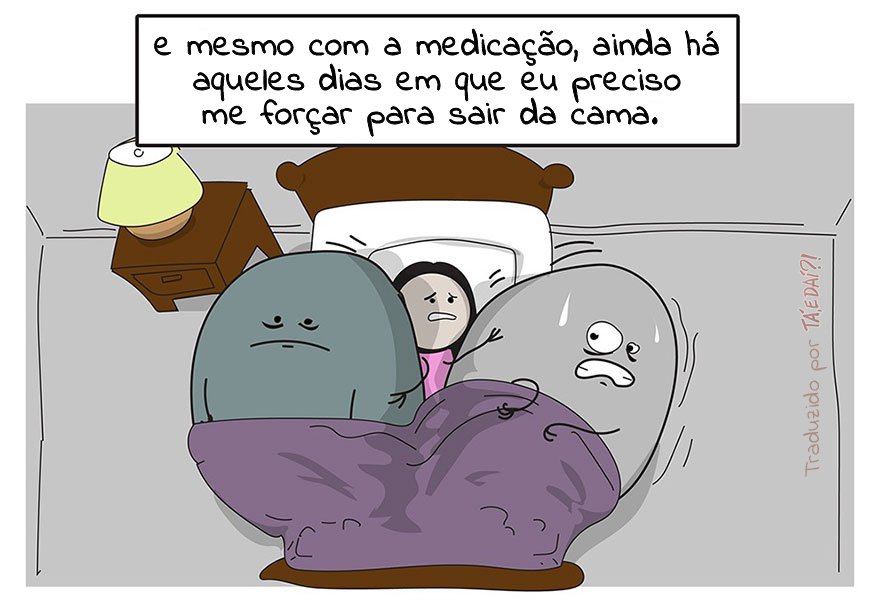 e mesmo com a medicação, ainda há
aqueles dias em que eu preciso
me forçar para sair da cama.
Traduzido por TÁ, E DAÍ?!